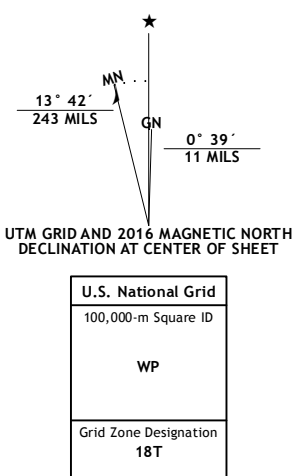 MN
GN
13° 42´
243 MILS
0° 39´
11 MILS
UTM GRID AND 2016 MAGNETIC NORTH
DECLINATION AT CENTER OF SHEET
U.S. National Grid
100,000-m Square ID
WP
Grid Zone Designation
18T